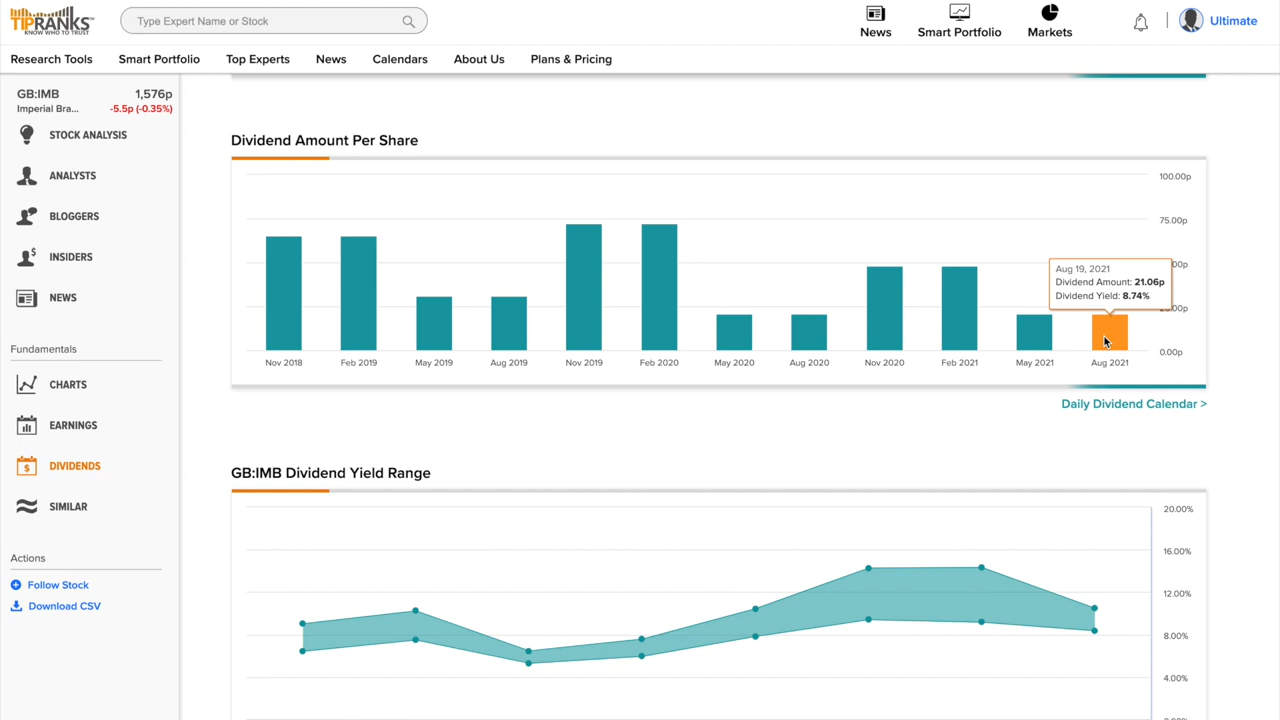 TIPRANKS
KNOW WHO TO TRUST
Type Expert Name or Stock
News
Smart Portfolio
Markets
Ultimate
Research Tools
Smart Portfolio
Top Experts
News
Calendars
About Us
Plans & Pricing
GB:IMB 1,576p
Imperial Bra... -5.5p (-0.35%)
STOCK ANALYSIS
ANALYSTS
BLOGGERS
INSIDERS
NEWS
Fundamentals
CHARTS
EARNINGS
DIVIDENDS
SIMILAR
Actions
Follow Stock
Download CSV
Dividend Amount Per Share
100.00p
75.00p
Aug 19, 2021
Dividend Amount: 21.06p
Dividend Yield: 8.74%
0.00p
Nov 2018 Feb 2019 May 2019 Aug 2019 Nov 2019 Feb 2020 May 2020 Aug 2020 Nov 2020 Feb 2021 May 2021 Aug 2021
Daily Dividend Calendar >
GB:IMB Dividend Yield Range
20.00%
16.00%
12.00%
8.00%
4.00%